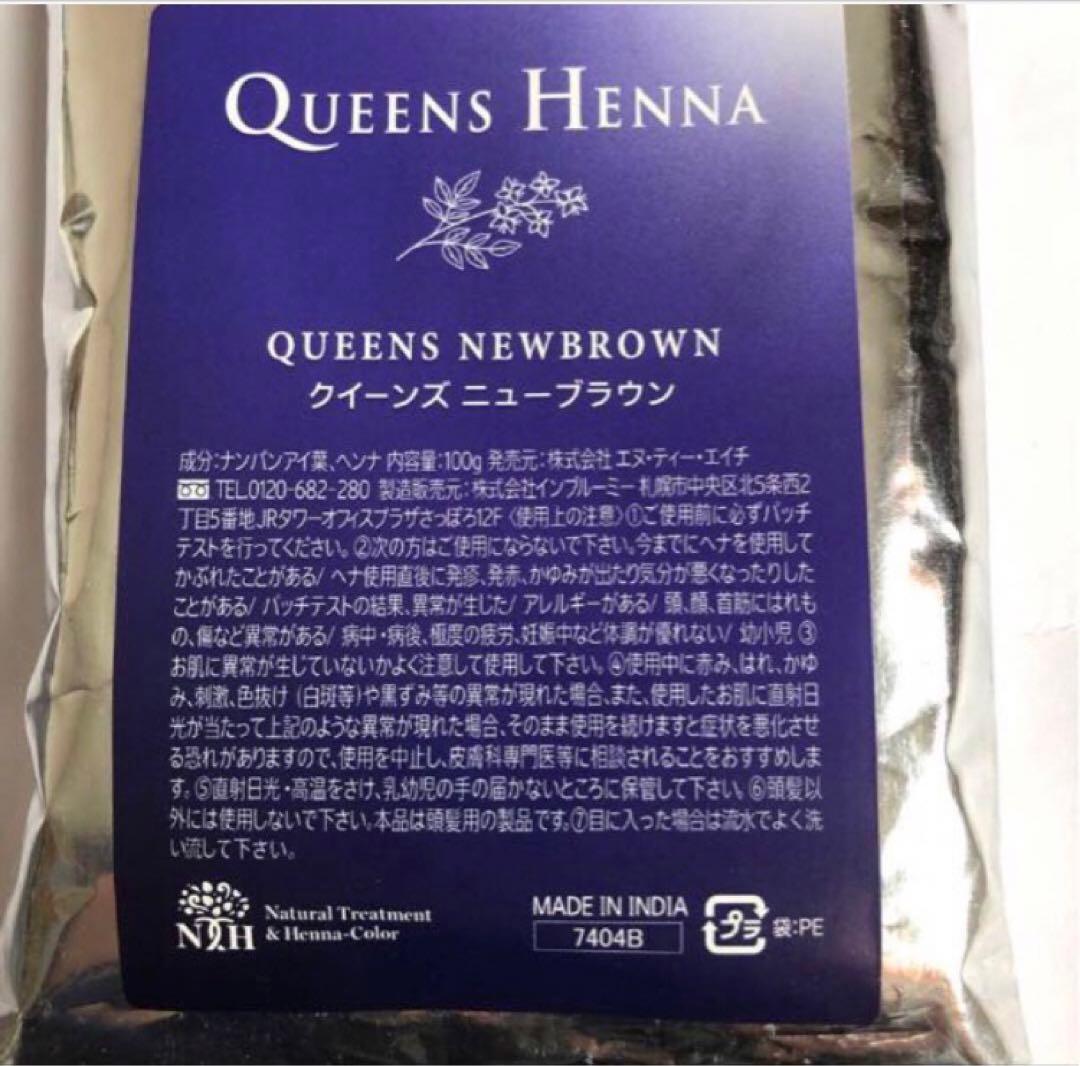 QUEENS HENNA
QUEENS NEWBROWN
クイーンズ ニューブラウン
成分:ナンバンアイ葉、ヘンナ 内容量:100g 発売元:株式会社 エヌ・ティー・エイチ
TEL.0120-682-280 製造販売元:株式会社インブルーミー 札幌市中央区北5条西2
丁目5番地JRタワーオフィスプラザさっぽろ12F〈使用上の注意〉①ご使用前に必ずパッチ
テストを行ってください。②次の方はご使用にならないで下さい。今までにヘナを使用して
かぶれたことがある/ ヘナ使用直後に発疹、発赤、かゆみが出たり気分が悪くなったりした
ことがある/ パッチテストの結果、異常が生じた/ アレルギーがある/ 頭、顔、首筋にはれも
の、傷など異常がある/ 病中・病後、極度の疲労、妊娠中など体調が優れない/ 幼小児 ③
お肌に異常が生じていないかよく注意して使用して下さい。④使用中に赤み、はれ、かゆ
み、刺激、色抜け（白斑等)や黒ずみ等の異常が現れた場合、また、使用したお肌に直射日
光が当たって上記のような異常が現れた場合、そのまま使用を続けますと症状を悪化させ
る恐れがありますので、使用を中止し、皮膚科専門医等に相談されることをおすすめしま
す。⑤直射日光・高温をさけ、乳幼児の手の届かないところに保管して下さい。⑥頭髪以
外には使用しないで下さい。本品は頭髪用の製品です。⑦目に入った場合は流水でよく洗
い流して下さい。
NTH
Natural Treatment
& Henna-Color
MADE IN INDIA
7404B
プラ
袋:PE